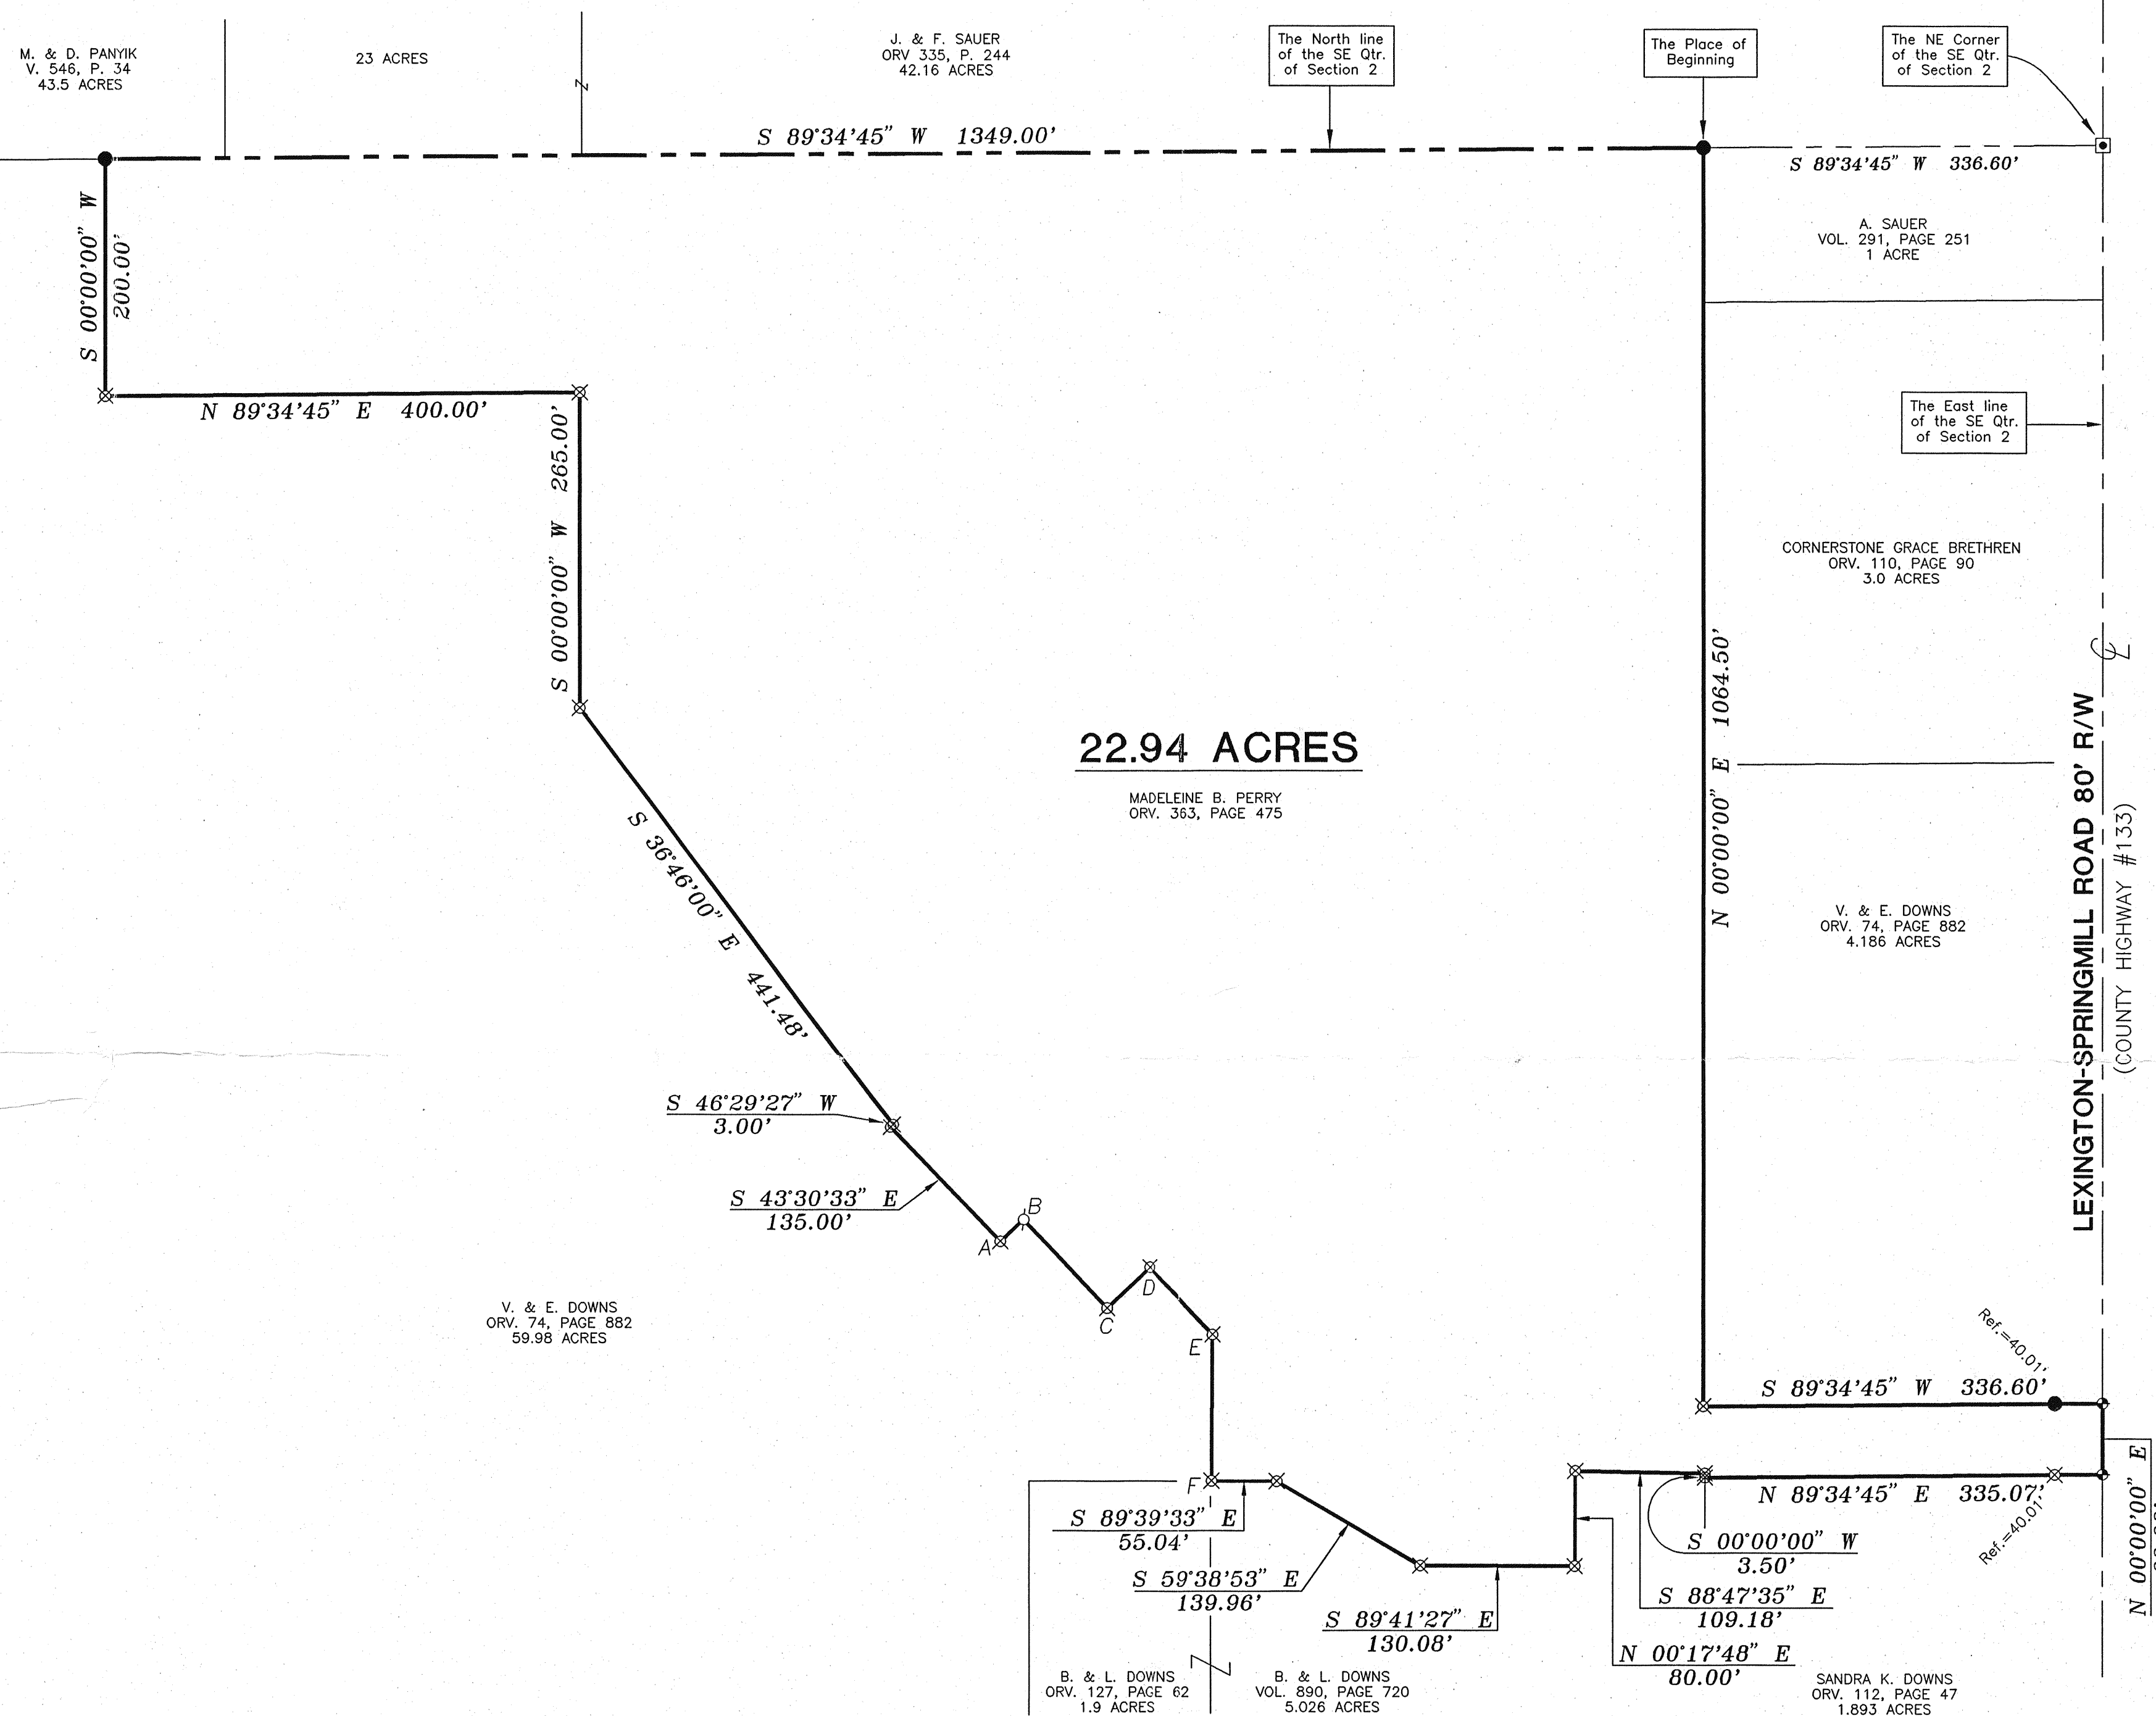 M. & D. PANYIK
V. 546, P. 34
43.5 ACRES
23 ACRES
Z
J. & F. SAUER
ORV 335, P. 244
42.16 ACRES
The North line
of the SE Qtr.
of Section 2
The Place of
Beginning
The NE Corner
of the SE Qtr.
of Section 2
S 89°34'45" W 1349.00'
S 89°34'45" W 336.60'
A. SAUER
VOL. 291, PAGE 251
1 ACRE
S 00°00'00" W
200.00'
N 89°34'45" E 400.00'
S 00°00'00" W 265.00'
The East line
of the SE Qtr.
of Section 2
CORNERSTONE GRACE BRETHREN
ORV. 110, PAGE 90
3.0 ACRES
22.94 ACRES
MADELEINE B. PERRY
ORV. 363, PAGE 475
N 00°00'00" E 1064.50'
S 36°46'00" E 441.48'
V. & E. DOWNS
ORV. 74, PAGE 882
4.186 ACRES
LEXINGTON-SPRINGMILL ROAD 80' R/W
(COUNTY HIGHWAY #133)
S 46°29'27" W
3.00'
S 43°30'33" E
135.00'
A
B
C
D
E
F
V. & E. DOWNS
ORV. 74, PAGE 882
59.98 ACRES
Ref.=40.01'
S 89°34'45" W 336.60'
N 89°34'45" E 335.07'
Ref.=40.01'
N 00°00'00" E
S 89°39'33" E
55.04'
S 59°38'53" E
139.96'
S 89°41'27" E
130.08'
S 00°00'00" W
3.50'
S 88°47'35" E
109.18'
N 00°17'48" E
80.00'
B. & L. DOWNS
ORV. 127, PAGE 62
1.9 ACRES
B. & L. DOWNS
VOL. 890, PAGE 720
5.026 ACRES
SANDRA K. DOWNS
ORV. 112, PAGE 47
1.893 ACRES